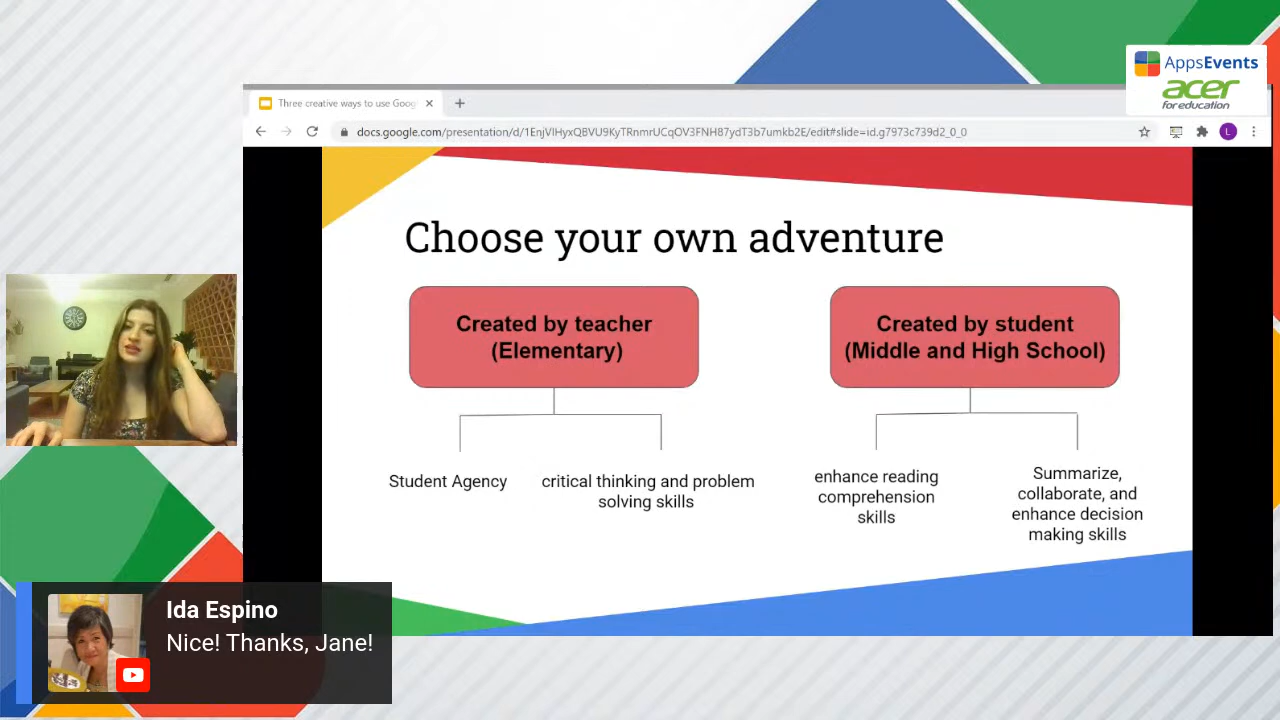 AppsEvents
acer
for education
Three creative ways to use Goog
docs.google.com/presentation/d/1EnjVIHyxQBVU9KyTRnmrUCqOV3FNH87ydT3b7umkb2E/edit#slide=id.g7973c739d2_0_0
L
Choose your own adventure
Created by teacher
(Elementary)
Created by student
(Middle and High School)
Student Agency
critical thinking and problem
solving skills
enhance reading
comprehension
skills
Summarize,
collaborate, and
enhance decision
making skills
Ida Espino
Nice! Thanks, Jane!